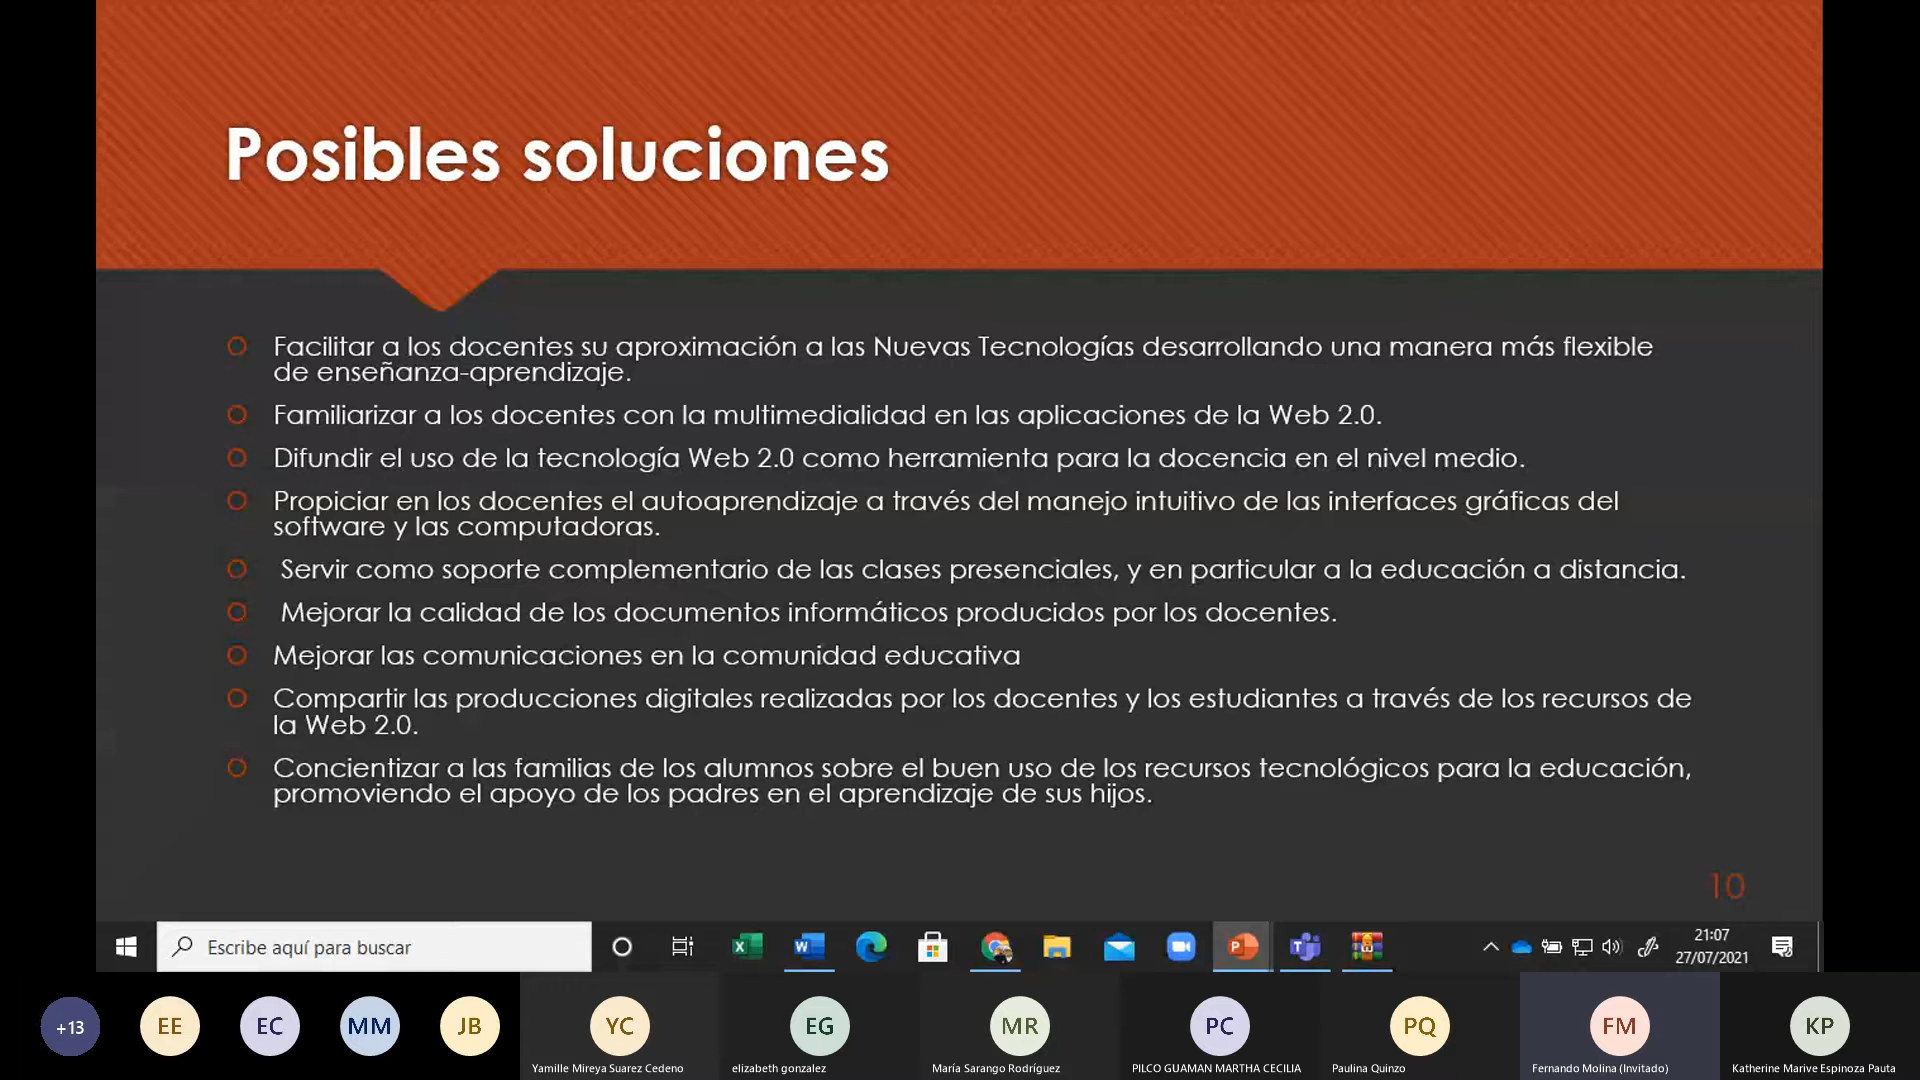 Posibles soluciones
Facilitar a los docentes su aproximación a las Nuevas Tecnologías desarrollando una manera más flexible
de enseñanza-aprendizaje.
Familiarizar a los docentes con la multimedialidad en las aplicaciones de la Web 2.0.
Difundir el uso de la tecnología Web 2.0 como herramienta para la docencia en el nivel medio.
Propiciar en los docentes el autoaprendizaje a través del manejo intuitivo de las interfaces gráficas del
software y las computadoras.
Servir como soporte complementario de las clases presenciales, y en particular a la educación a distancia.
Mejorar la calidad de los documentos informáticos producidos por los docentes.
Mejorar las comunicaciones en la comunidad educativa
Compartir las producciones digitales realizadas por los docentes y los estudiantes a través de los recursos de
la Web 2.0.
Concientizar a las familias de los alumnos sobre el buen uso de los recursos tecnológicos para la educación,
promoviendo el apoyo de los padres en el aprendizaje de sus hijos.
10
Escribe aquí para buscar
21:07
27/07/2021
+13
EE
EC
MM
JB
YC
EG
MR
PC
PQ
FM
KP
Yamille Mireya Suarez Cedeno
elizabeth gonzalez
María Sarango Rodríguez
PILCO GUAMAN MARTHA CECILIA
Paulina Quinzo
Fernando Molina (Invitado)
Katherine Marive Espinoza Pauta